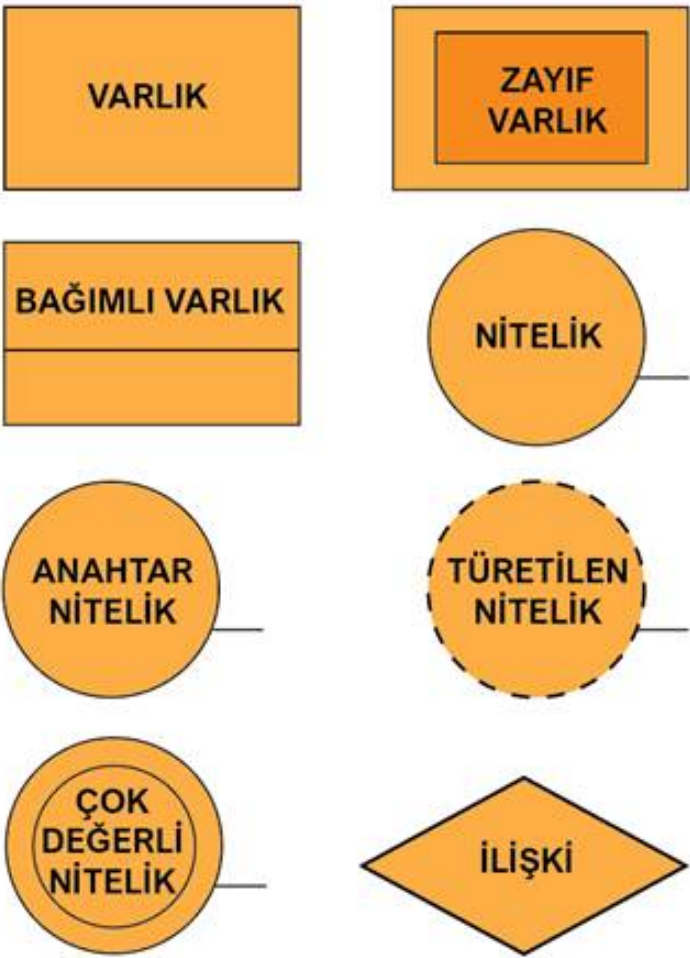 VARLIK
ZAYIF
VARLIK
BAĞIMLI VARLIK
NİTELİK
ANAHTAR
NİTELİK
TÜRETİLEN
NİTELİK
ÇOK
DEĞERLİ
NİTELİK
İLİŞKİ